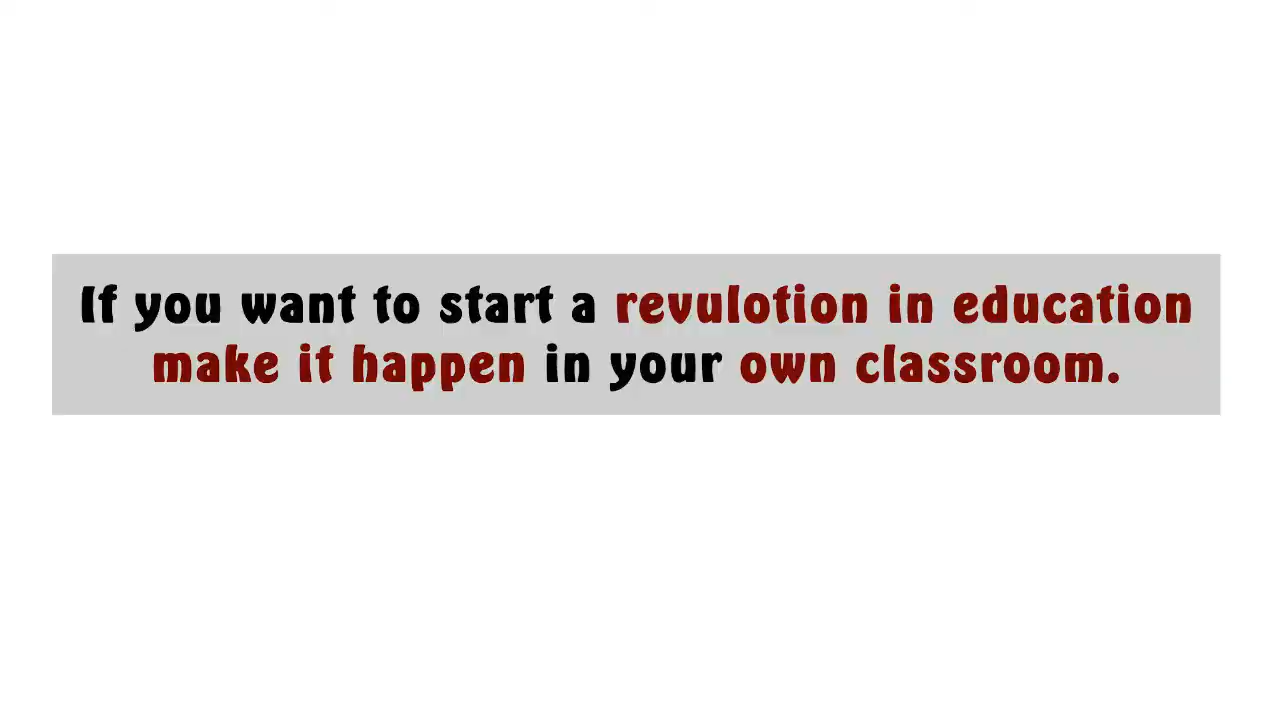 If you want to start a revulotion in education
make it happen in your own classroom.